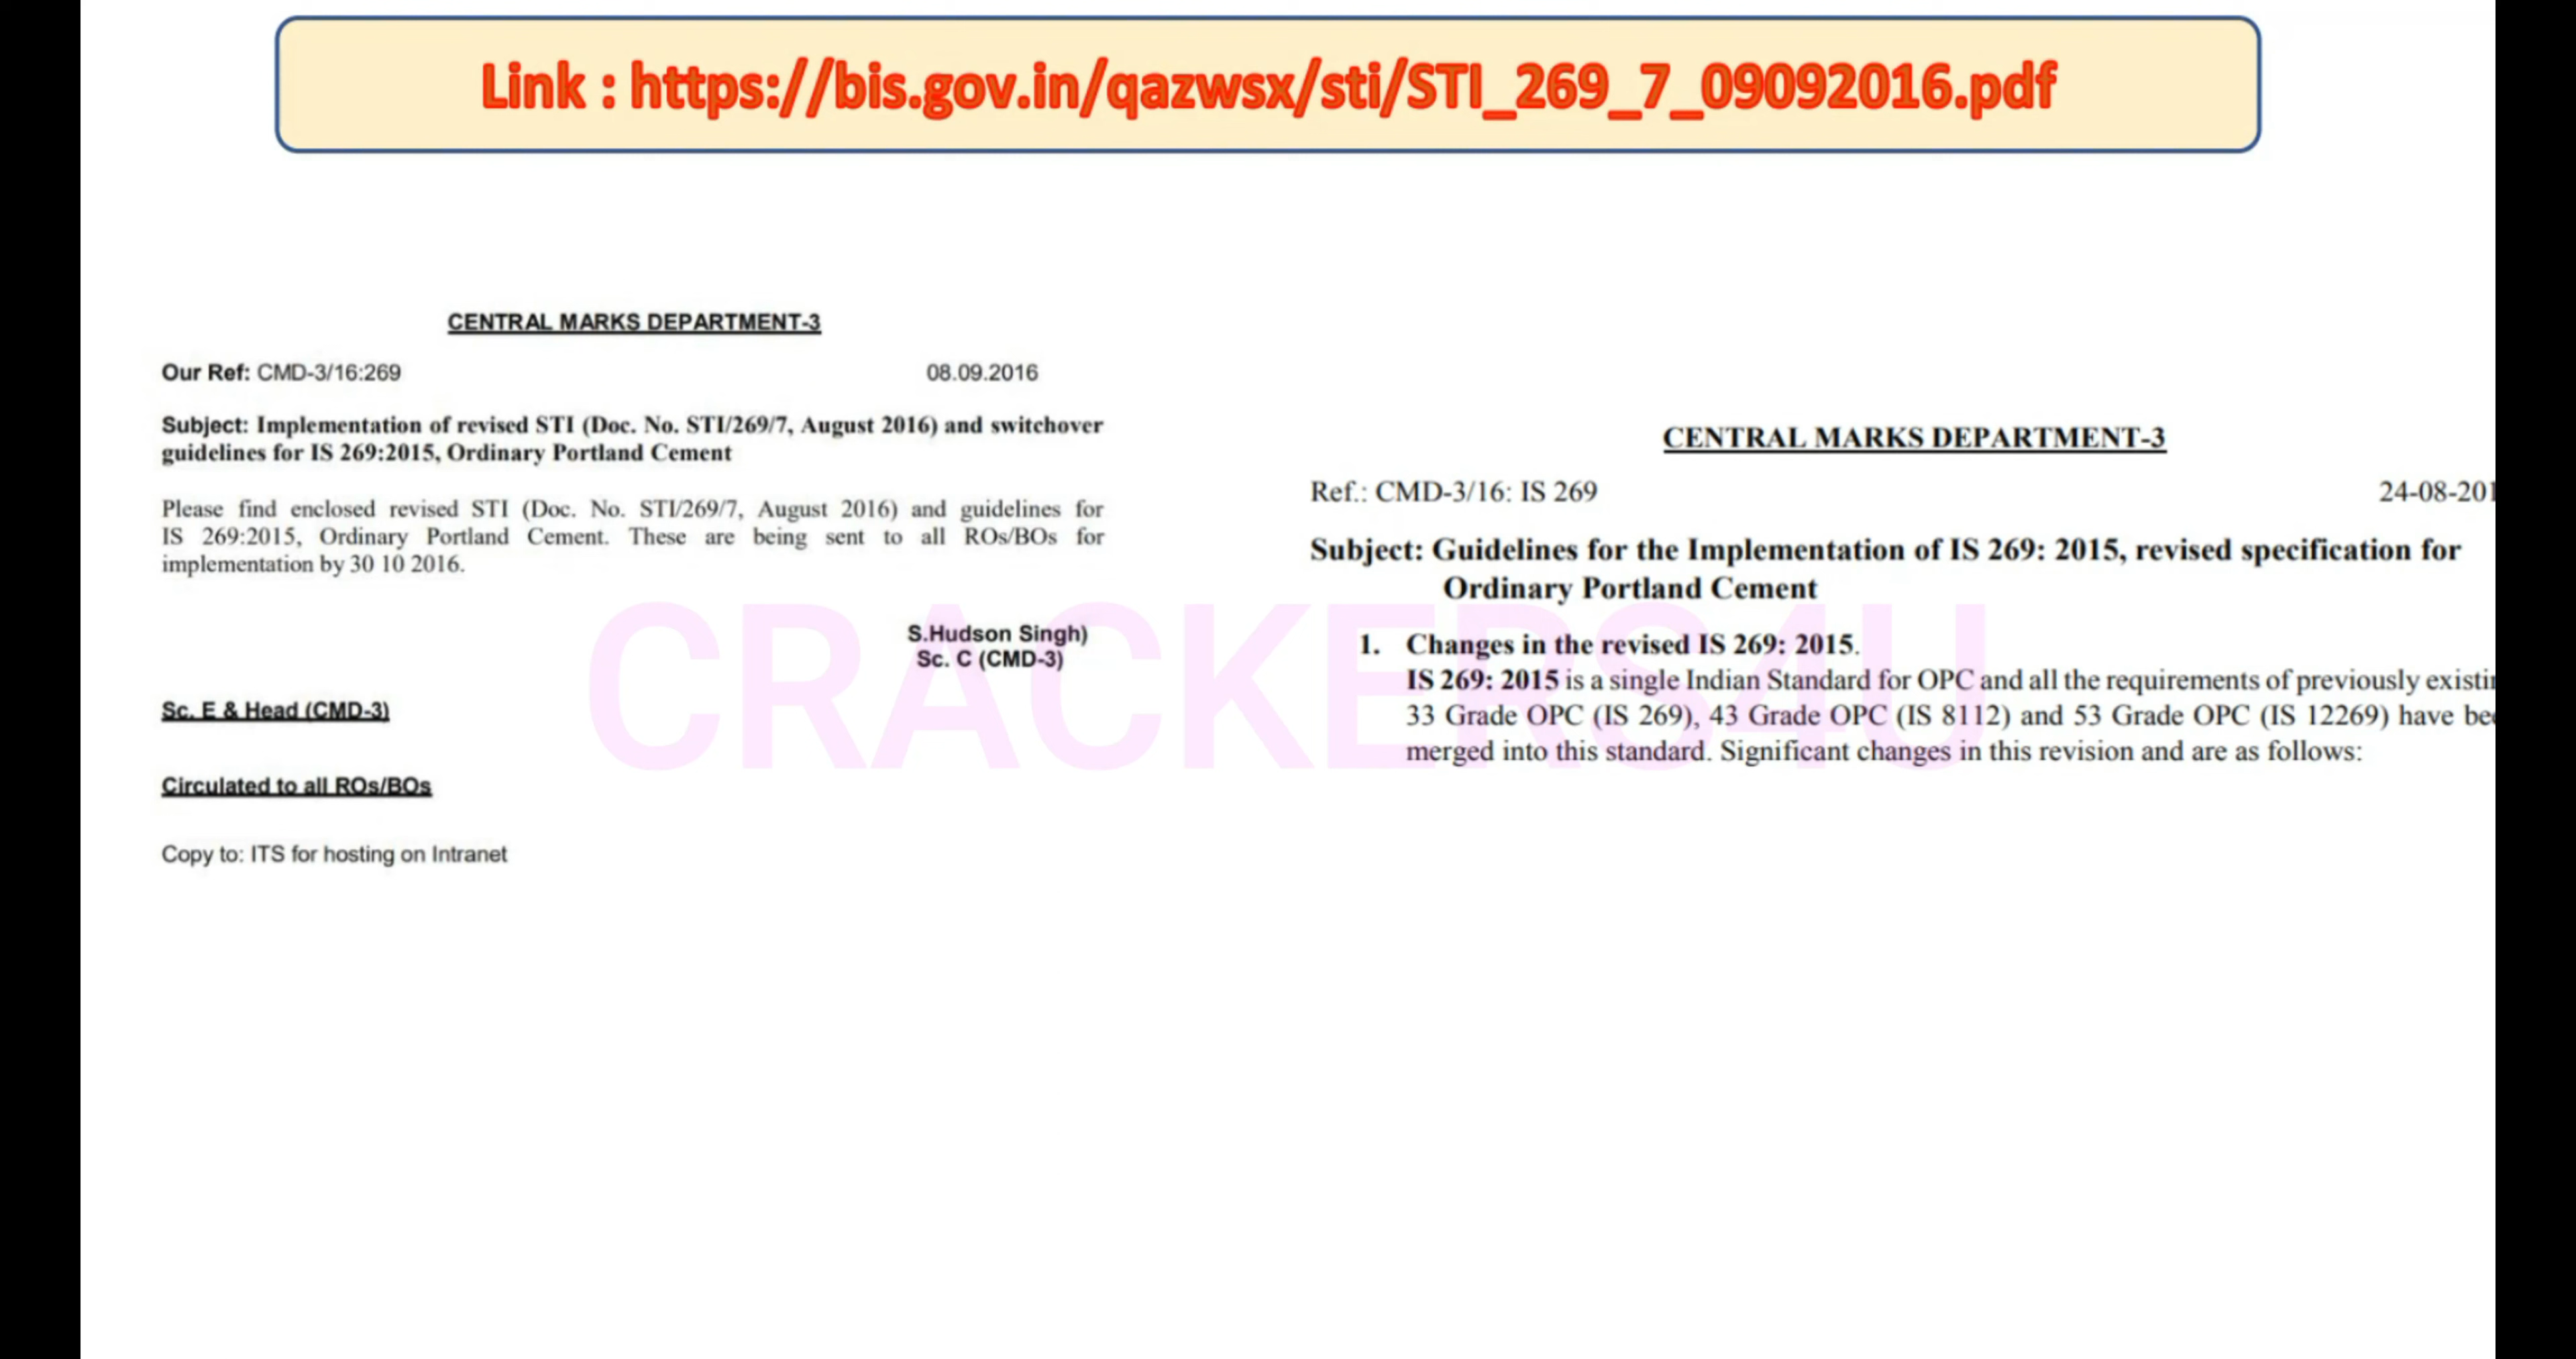 Link : https://bis.gov.in/qazwsx/sti/STI_269_7_09092016.pdf
CENTRAL MARKS DEPARTMENT-3
Our Ref: CMD-3/16:269 08.09.2016
Subject: Implementation of revised STI (Doc. No. STI/269/7, August 2016) and switchover
guidelines for IS 269:2015, Ordinary Portland Cement
Please find enclosed revised STI (Doc. No. STI/269/7, August 2016) and guidelines for
IS 269:2015, Ordinary Portland Cement. These are being sent to all ROs/BOs for
implementation by 30 10 2016.
S.Hudson Singh)
Sc. C (CMD-3)
Sc. E & Head (CMD-3)
Circulated to all ROs/BOs
Copy to: ITS for hosting on Intranet
CENTRAL MARKS DEPARTMENT-3
Ref.: CMD-3/16: IS 269 24-08-201
Subject: Guidelines for the Implementation of IS 269: 2015, revised specification for
Ordinary Portland Cement
1. Changes in the revised IS 269: 2015.
IS 269: 2015 is a single Indian Standard for OPC and all the requirements of previously existin
33 Grade OPC (IS 269), 43 Grade OPC (IS 8112) and 53 Grade OPC (IS 12269) have bee
merged into this standard. Significant changes in this revision and are as follows:
CRACKERS4U